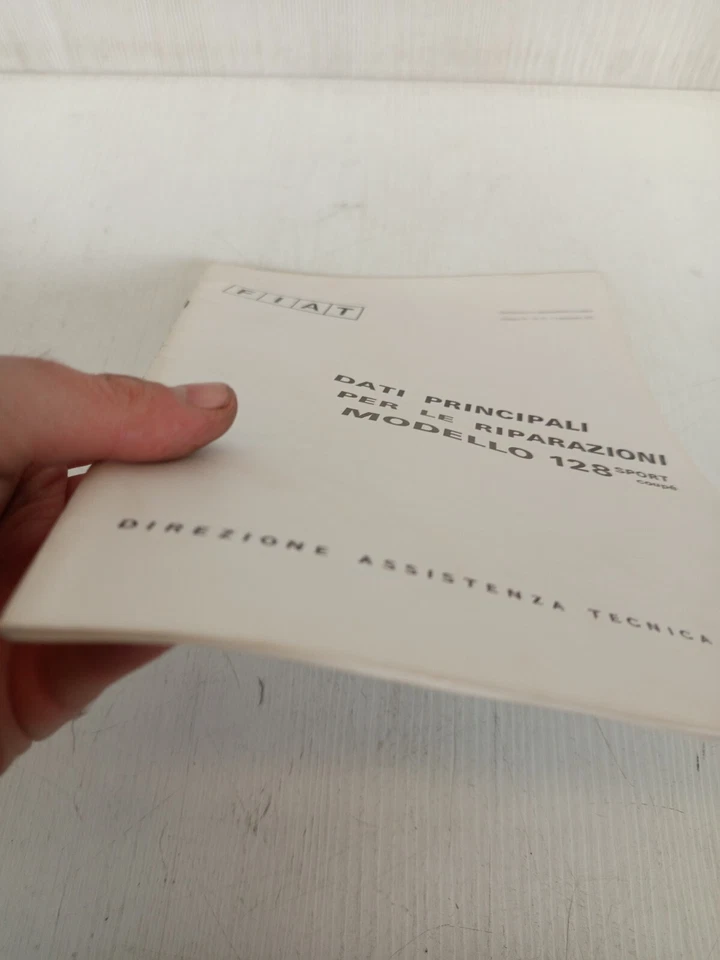 FIAT
DATI PRINCIPALI
PER LE RIPARAZIONI
MODELLO 128 SPORT
coupé
DIREZIONE ASSISTENZA TECNICA